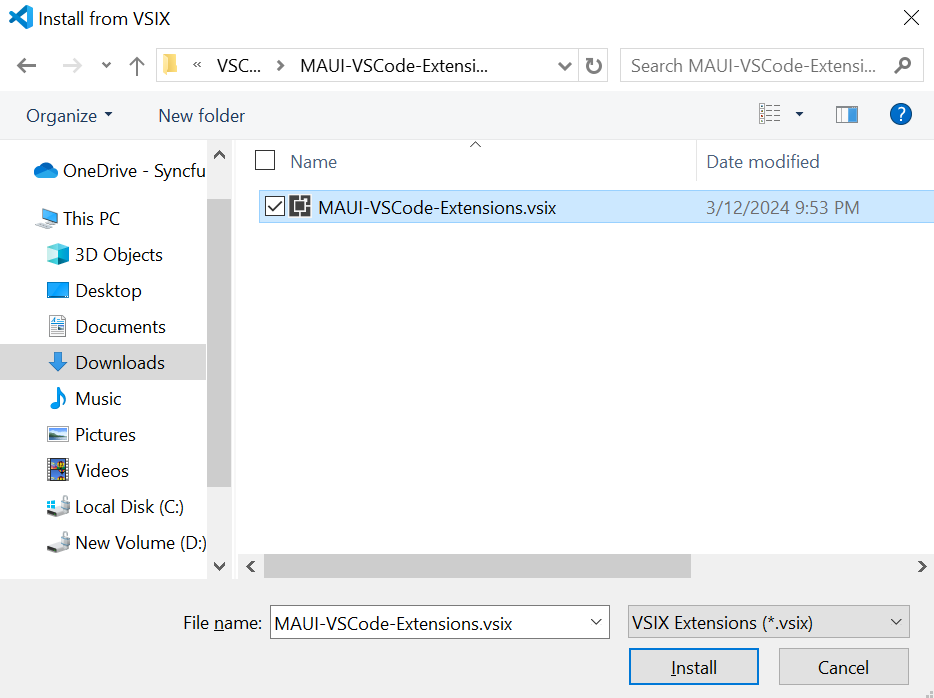 Install from VSIX
« VSC... > MAUI-VSCode-Extensi...
Search MAUI-VSCode-Extensi...
Organize
New folder
?
OneDrive - Syncfu
This PC
3D Objects
Desktop
Documents
Downloads
Music
Pictures
Videos
Local Disk (C:)
New Volume (D:)
Name Date modified
MAUI-VSCode-Extensions.vsix 3/12/2024 9:53 PM
File name: MAUI-VSCode-Extensions.vsix VSIX Extensions (*.vsix)
Install Cancel